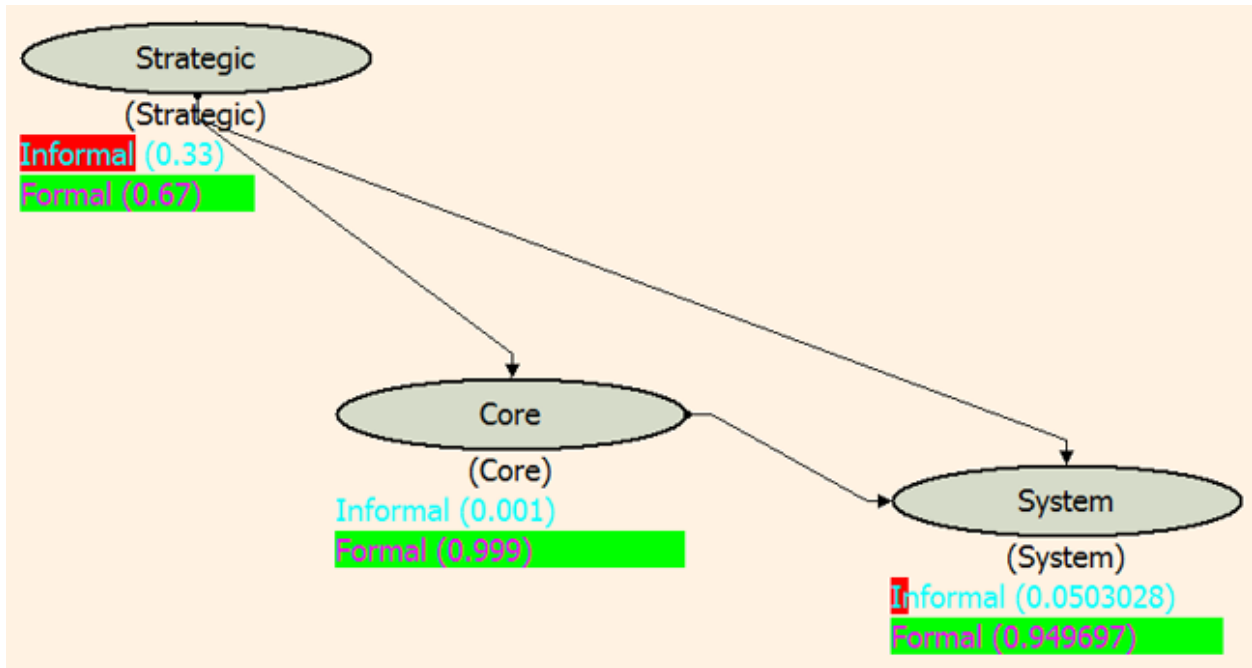 Strategic
(Strategic)
Informal (0.33)
Formal (0.67)
Core
(Core)
Informal (0.001)
Formal (0.999)
System
(System)
Informal (0.0503028)
Formal (0.949697)